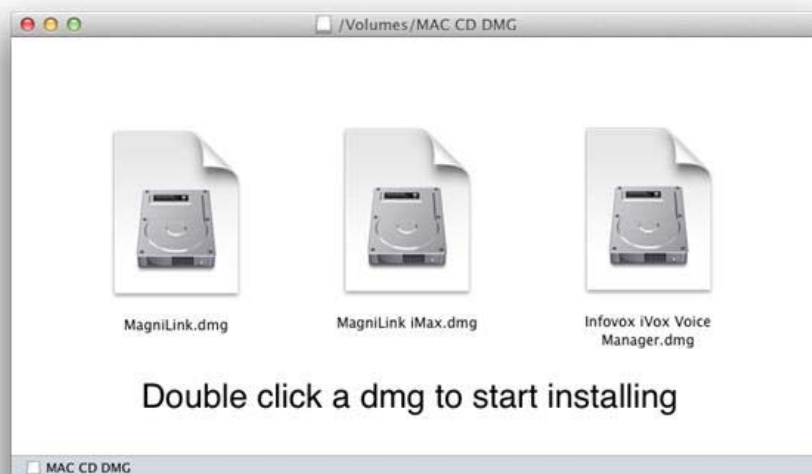 /Volumes/MAC CD DMG
MagniLink.dmg
MagniLink iMax.dmg
Infovox iVox Voice
Manager.dmg
Double click a dmg to start installing
MAC CD DMG